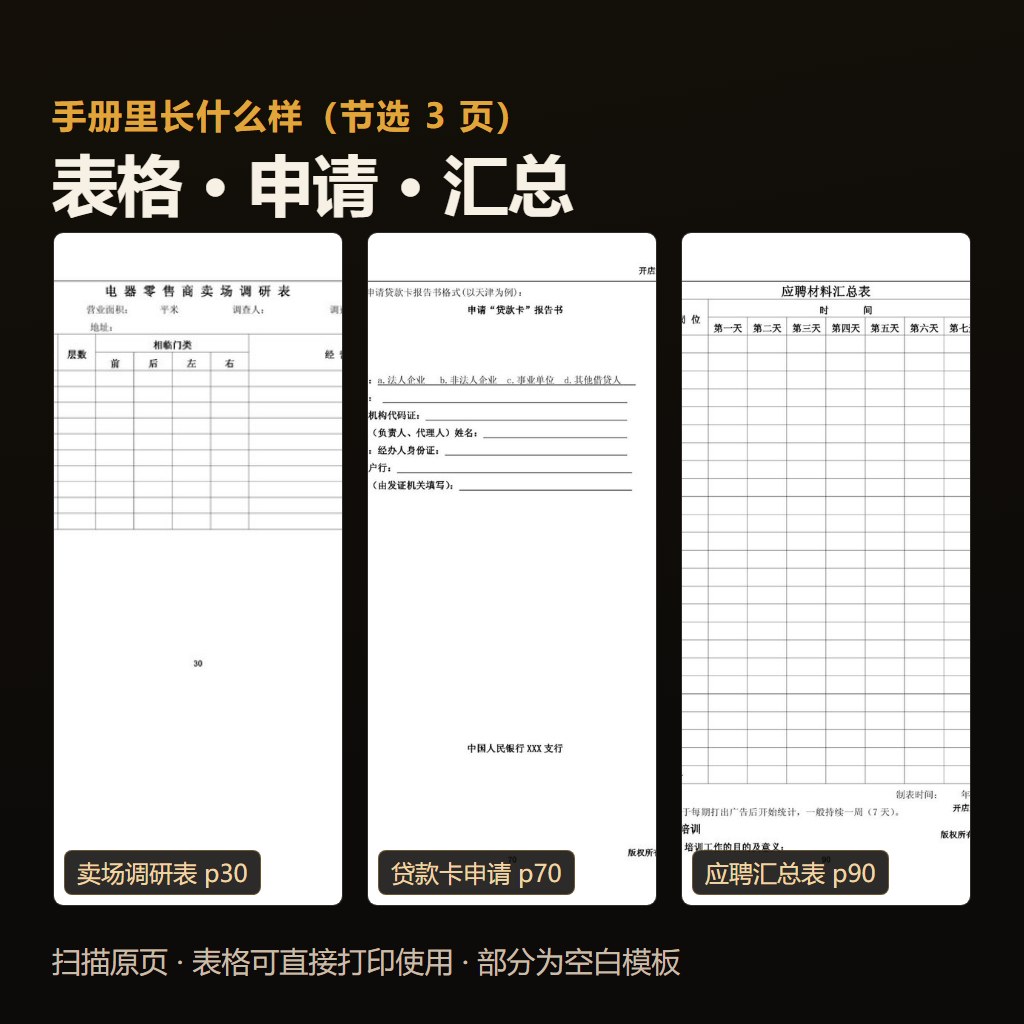 手册里长什么样（节选 3 页）
表格·申请·汇总
电器零售商卖场调研表
营业面积： 平米 调查人：
地址：
层数 相临门类 经
前 后 左 右
30
卖场调研表 p30
开店
申请贷款卡报告书格式(以天津为例)：
申请“贷款卡”报告书
：a.法人企业 b.非法人企业 c.事业单位 d.其他借贷人
：
机构代码证：
（负责人、代理人）姓名：
：经办人身份证：
户行：
（由发证机关填写）：
中国人民银行 XXX 支行
版权所
贷款卡申请 p70
应聘材料汇总表
位 时 间
第一天 第二天 第三天 第四天 第五天 第六天 第七
制表时间： 年
开店
于每期打出广告后开始统计，一般持续一周（7 天）。
培训
版权所
培训工作的目的及意义：
应聘汇总表 p90
扫描原页 · 表格可直接打印使用 · 部分为空白模板